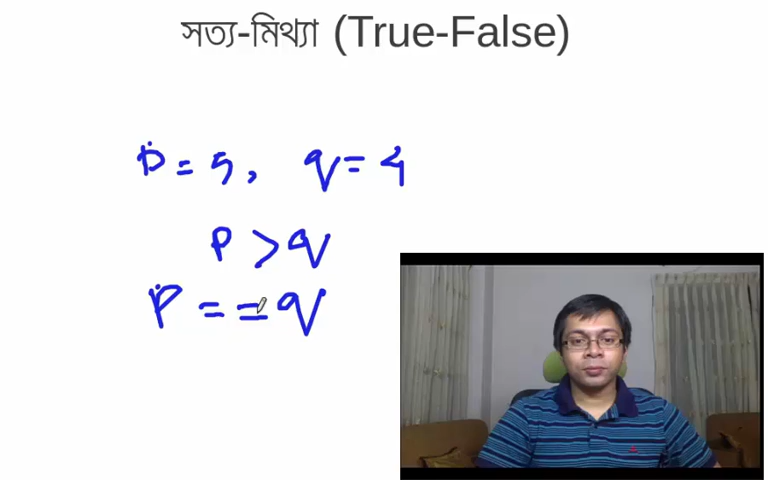 সত্য-মিথ্যা (True-False)
p = 5, q = 4
p > q
p == q